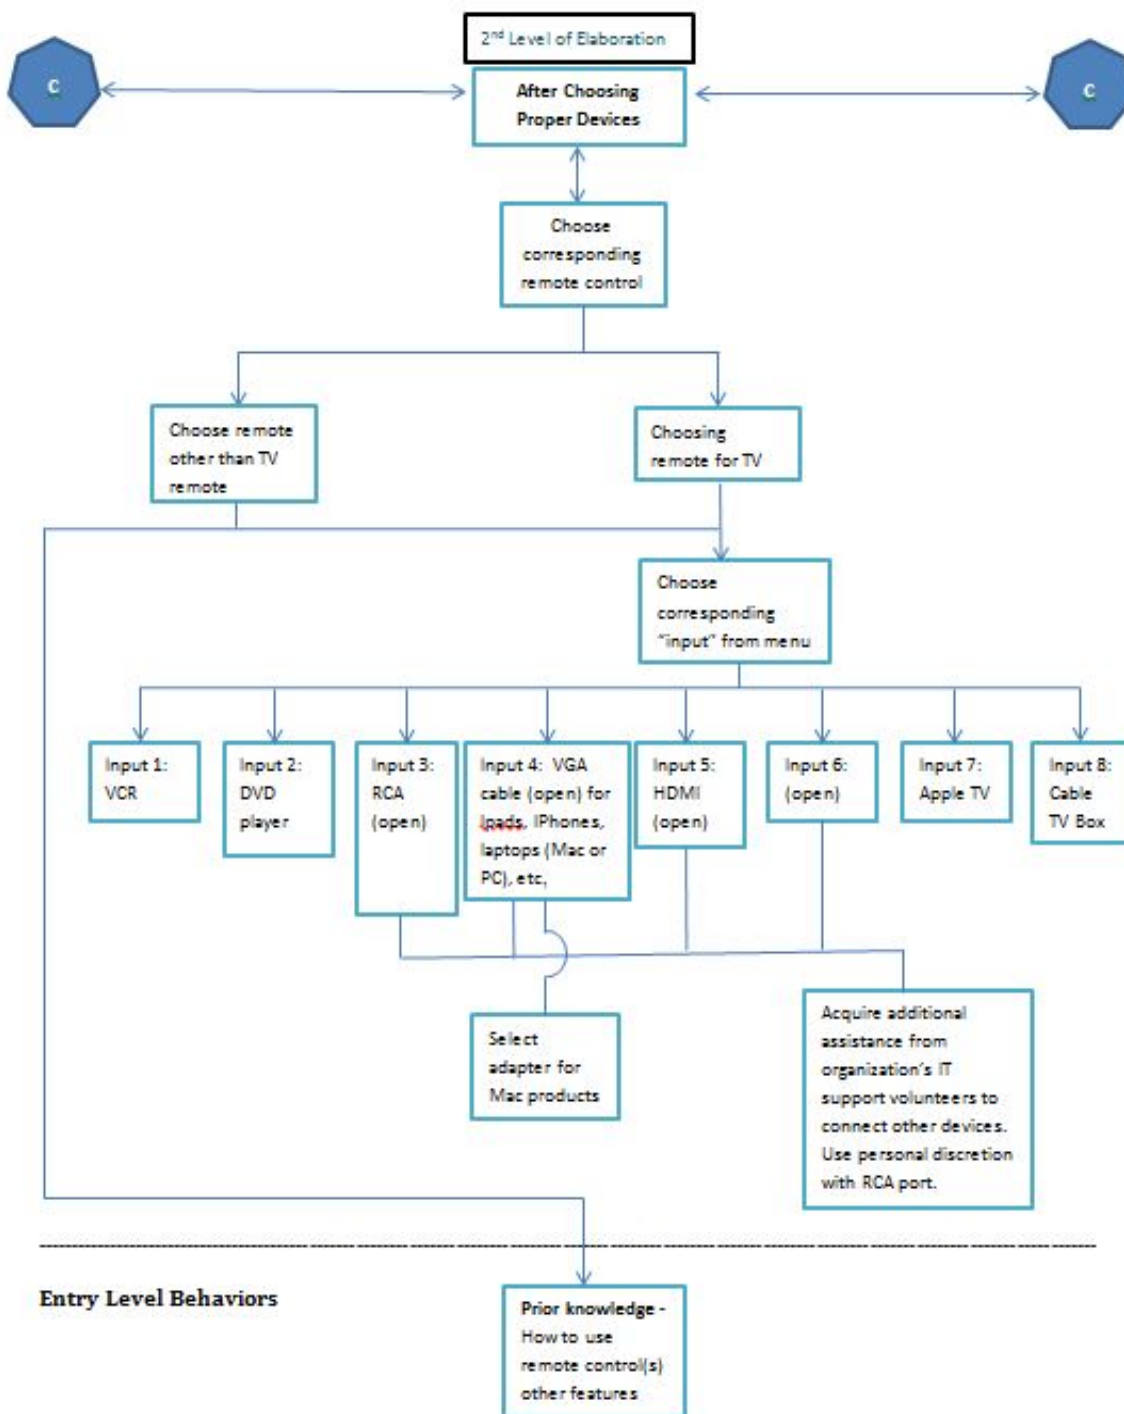 2nd Level of Elaboration
C
After Choosing
Proper Devices
C
Choose
corresponding
remote control
Choose remote
other than TV
remote
Choosing
remote for TV
Choose
corresponding
“input” from menu
Input 1:
VCR
Input 2:
DVD
player
Input 3:
RCA
(open)
Input 4: VGA
cable (open) for
Ipads, IPhones,
laptops (Mac or
PC), etc.
Input 5:
HDMI
(open)
Input 6:
(open)
Input 7:
Apple TV
Input 8:
Cable
TV Box
Select
adapter for
Mac products
Acquire additional
assistance from
organization’s IT
support volunteers to
connect other devices.
Use personal discretion
with RCA port.
Entry Level Behaviors
Prior knowledge -
How to use
remote control(s)
other features